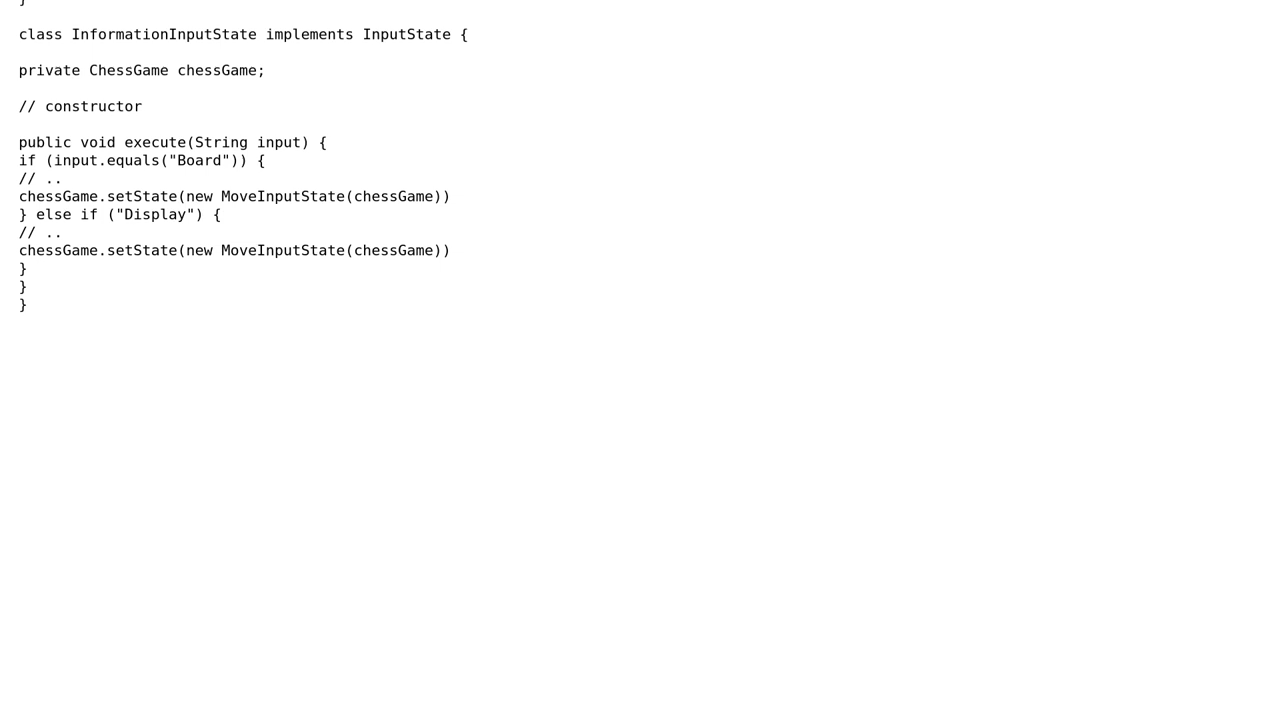 }
class InformationInputState implements InputState {
private ChessGame chessGame;
// constructor
public void execute(String input) {
if (input.equals("Board")) {
// ..
chessGame.setState(new MoveInputState(chessGame))
} else if ("Display") {
// ..
chessGame.setState(new MoveInputState(chessGame))
}
}
}